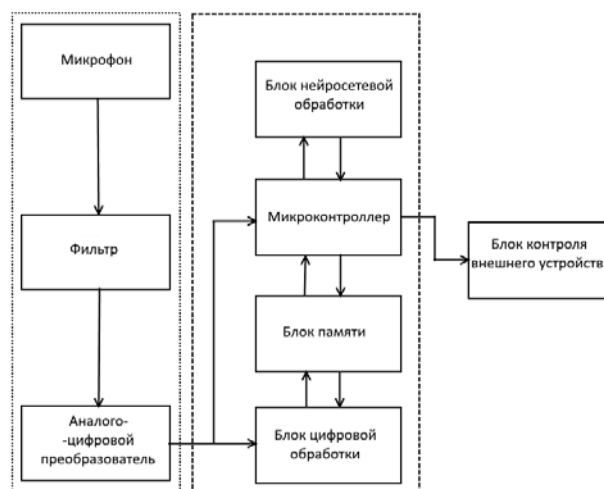 Микрофон
Фильтр
Аналого-
-цифровой
преобразователь
Блок нейросетевой
обработки
Микроконтроллер
Блок памяти
Блок цифровой
обработки
Блок контроля
внешнего устройств